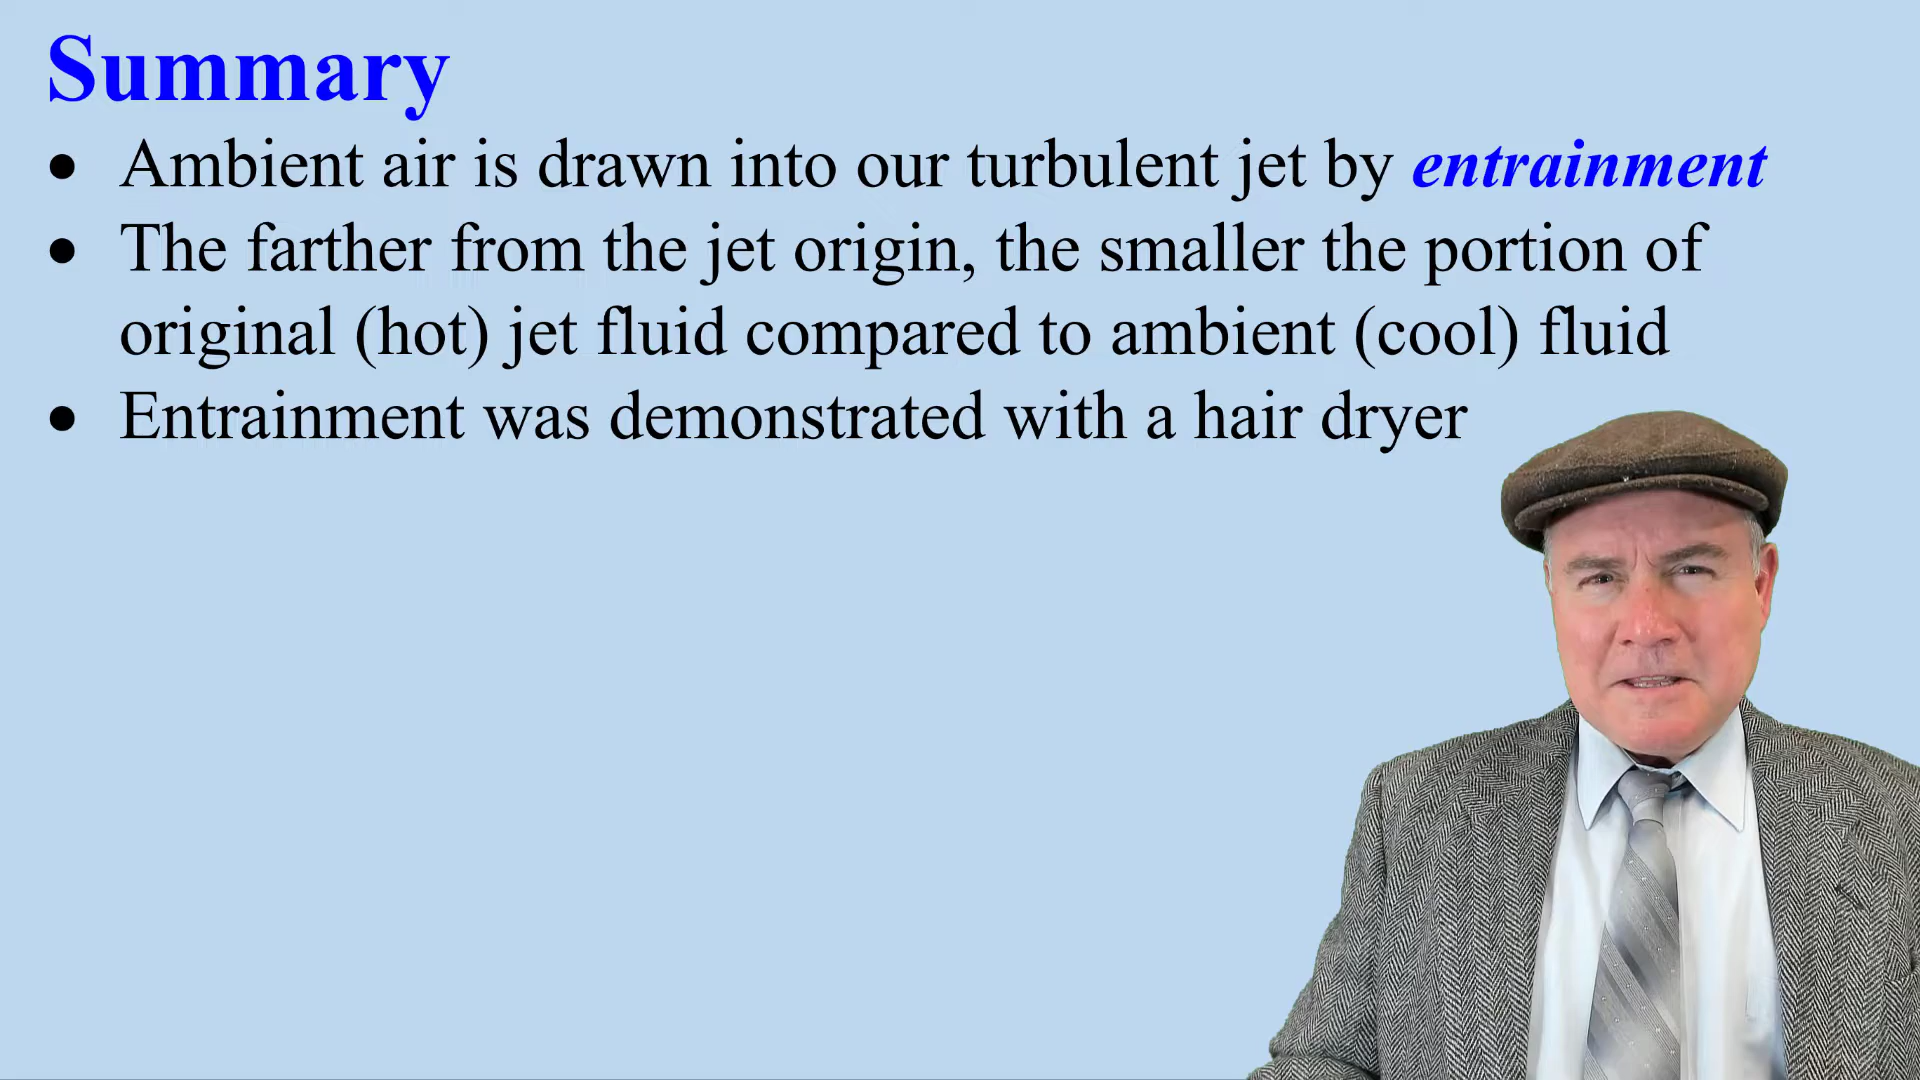 Summary
• Ambient air is drawn into our turbulent jet by entrainment
• The farther from the jet origin, the smaller the portion of
original (hot) jet fluid compared to ambient (cool) fluid
• Entrainment was demonstrated with a hair dryer